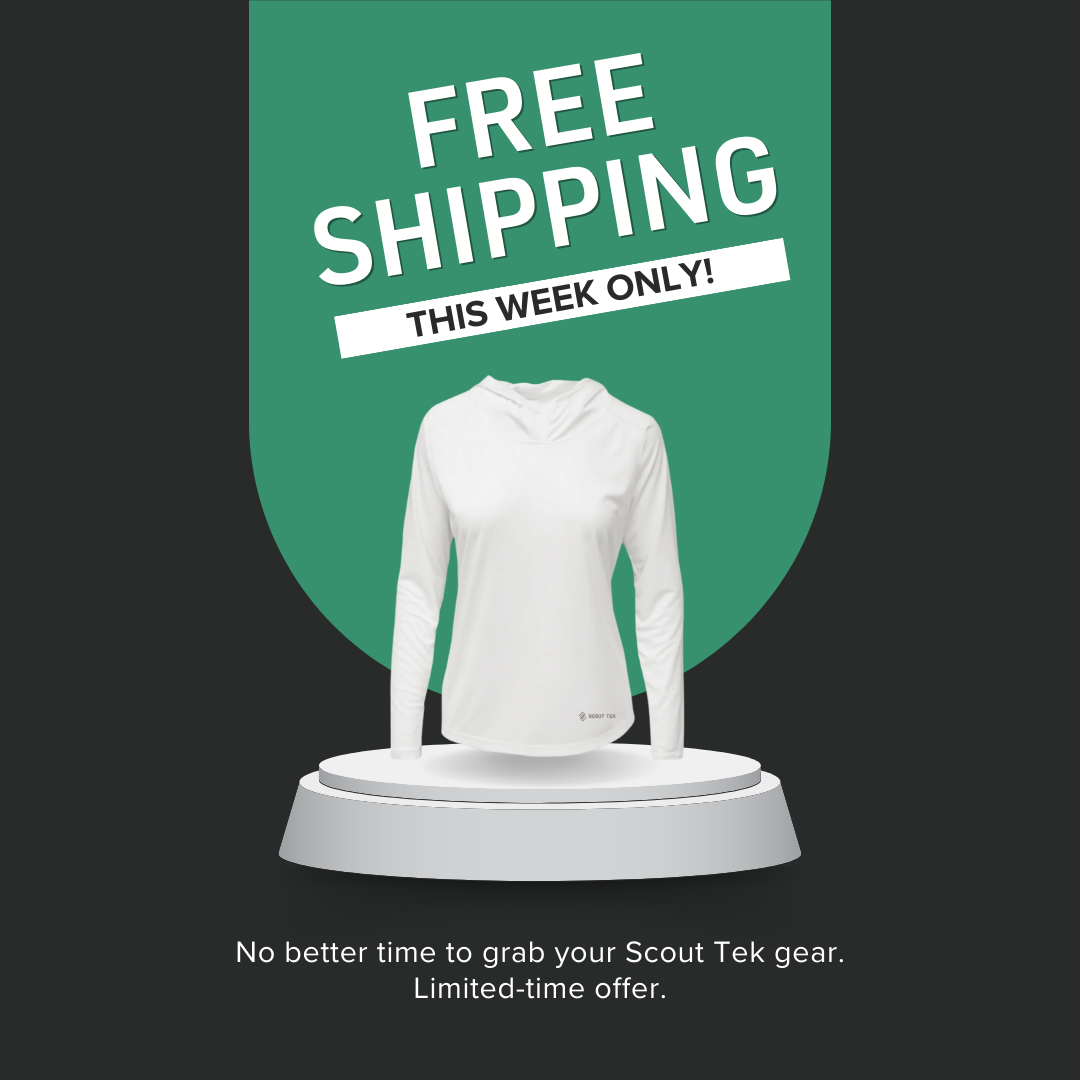 FREE
SHIPPING
THIS WEEK ONLY!
SCOUT TEK
No better time to grab your Scout Tek gear.
Limited-time offer.